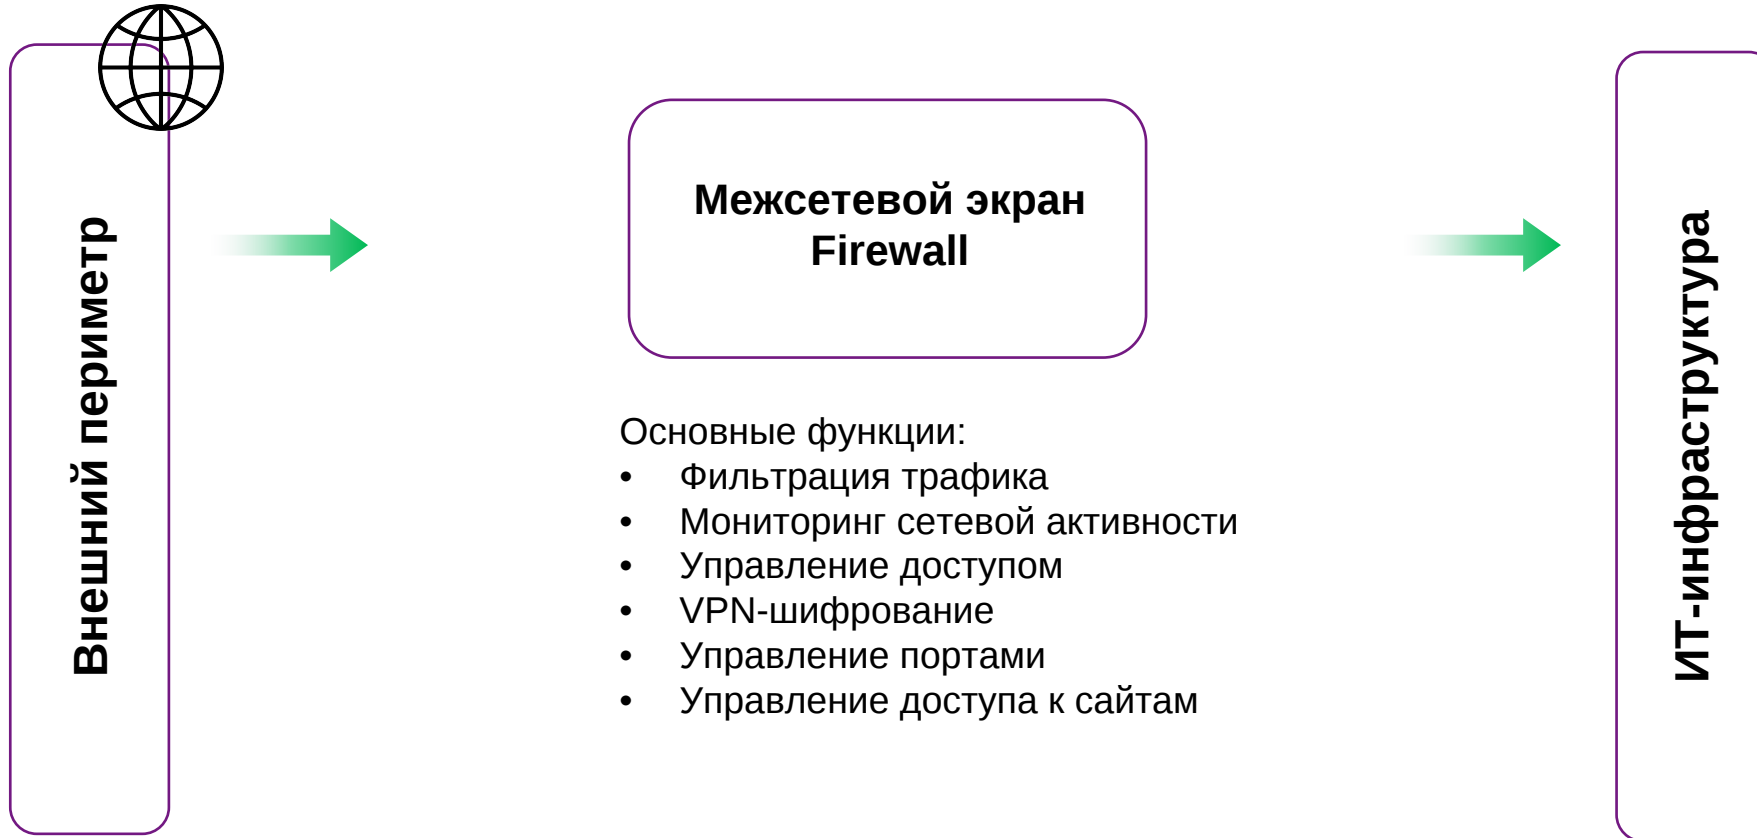 Внешний периметр
Межсетевой экран
Firewall
Основные функции:
• Фильтрация трафика
• Мониторинг сетевой активности
• Управление доступом
• VPN-шифрование
• Управление портами
• Управление доступа к сайтам
ИТ-инфраструктура